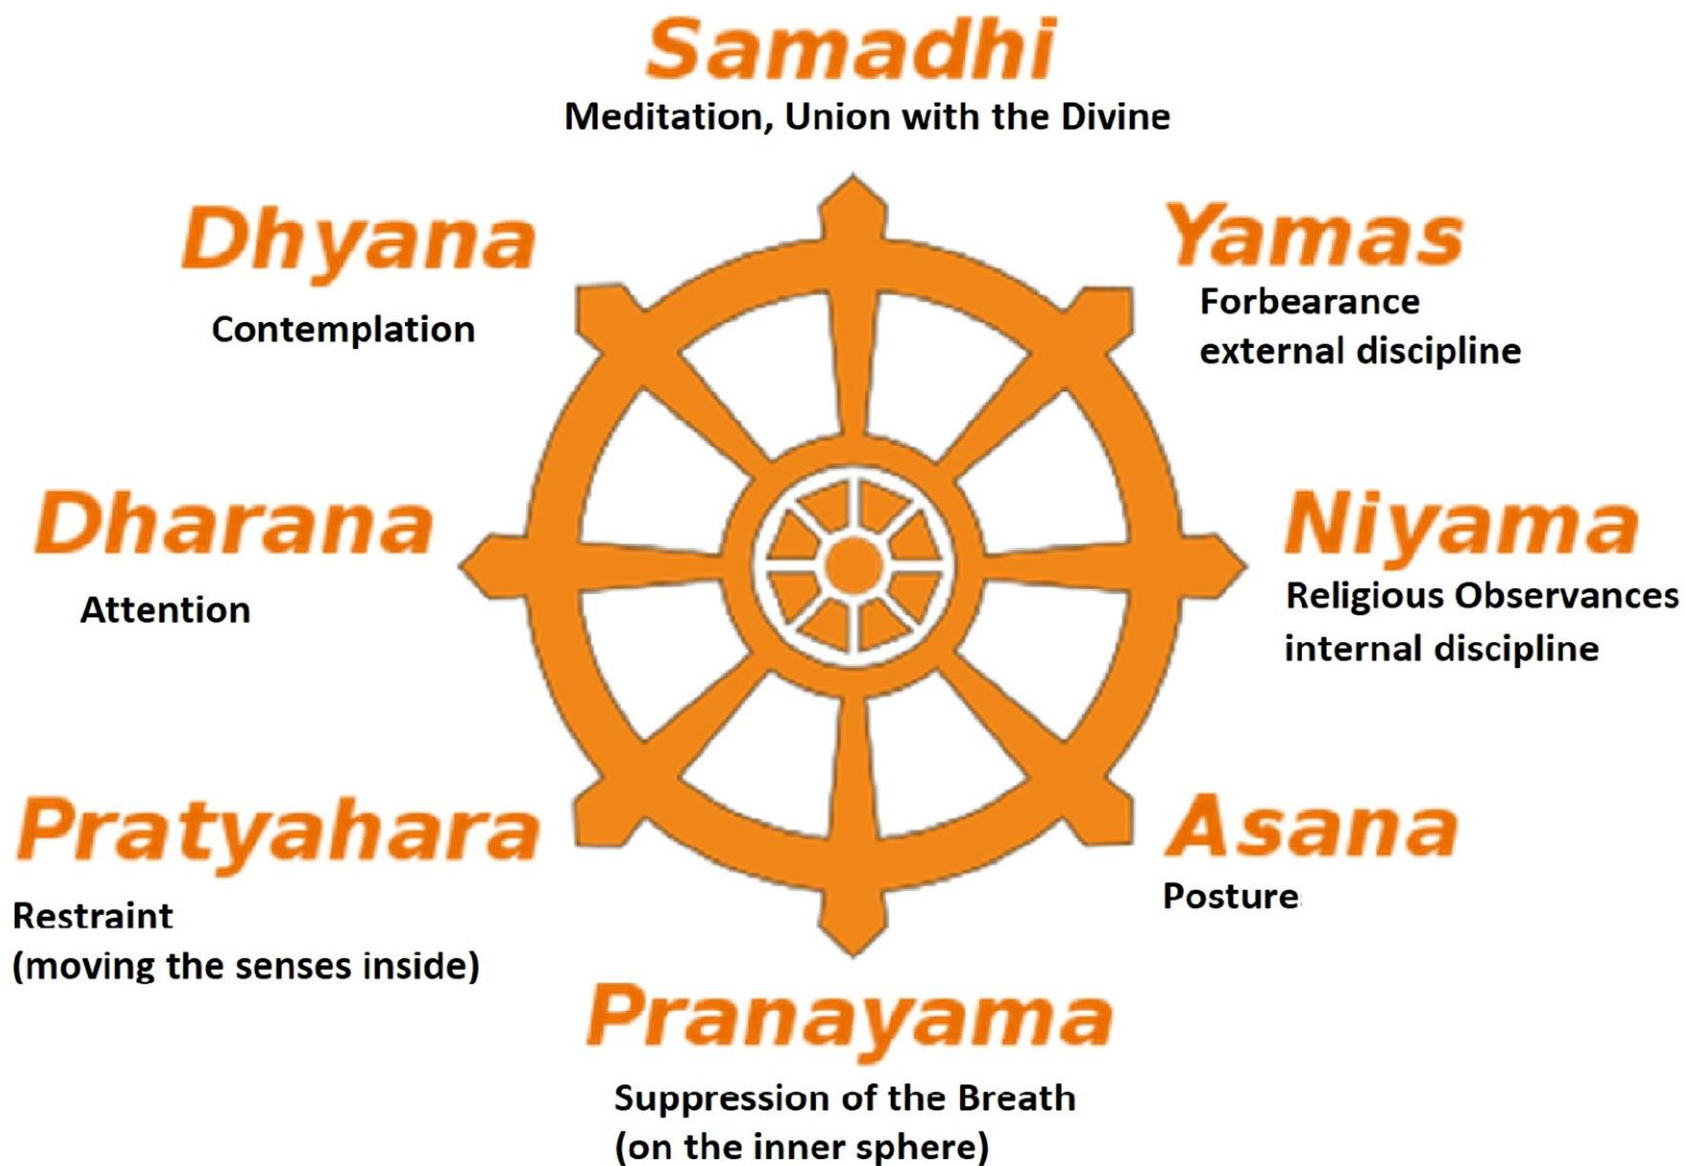 Samadhi
Meditation, Union with the Divine
Yamas
Forbearance
external discipline
Niyama
Religious Observances
internal discipline
Asana
Posture
Pranayama
Suppression of the Breath
(on the inner sphere)
Pratyahara
Restraint
(moving the senses inside)
Dharana
Attention
Dhyana
Contemplation